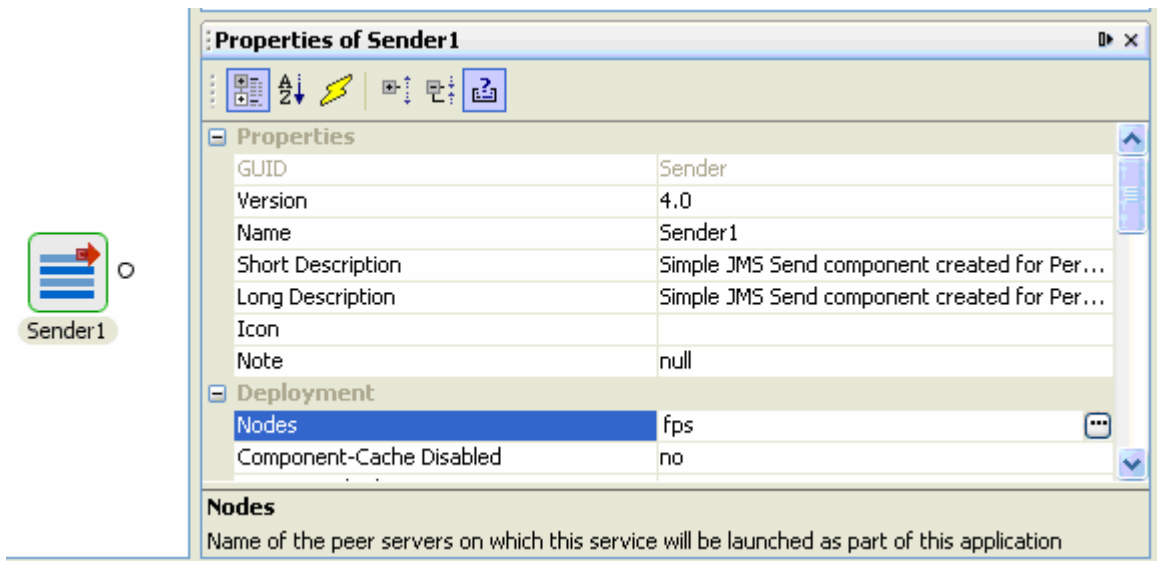 Properties of Sender1
Properties
GUID Sender
Version 4.0
Name Sender1
Short Description Simple JMS Send component created for Per...
Long Description Simple JMS Send component created for Per...
Icon
Note null
Deployment
Nodes fps
Component-Cache Disabled no
Nodes
Name of the peer servers on which this service will be launched as part of this application
Sender1